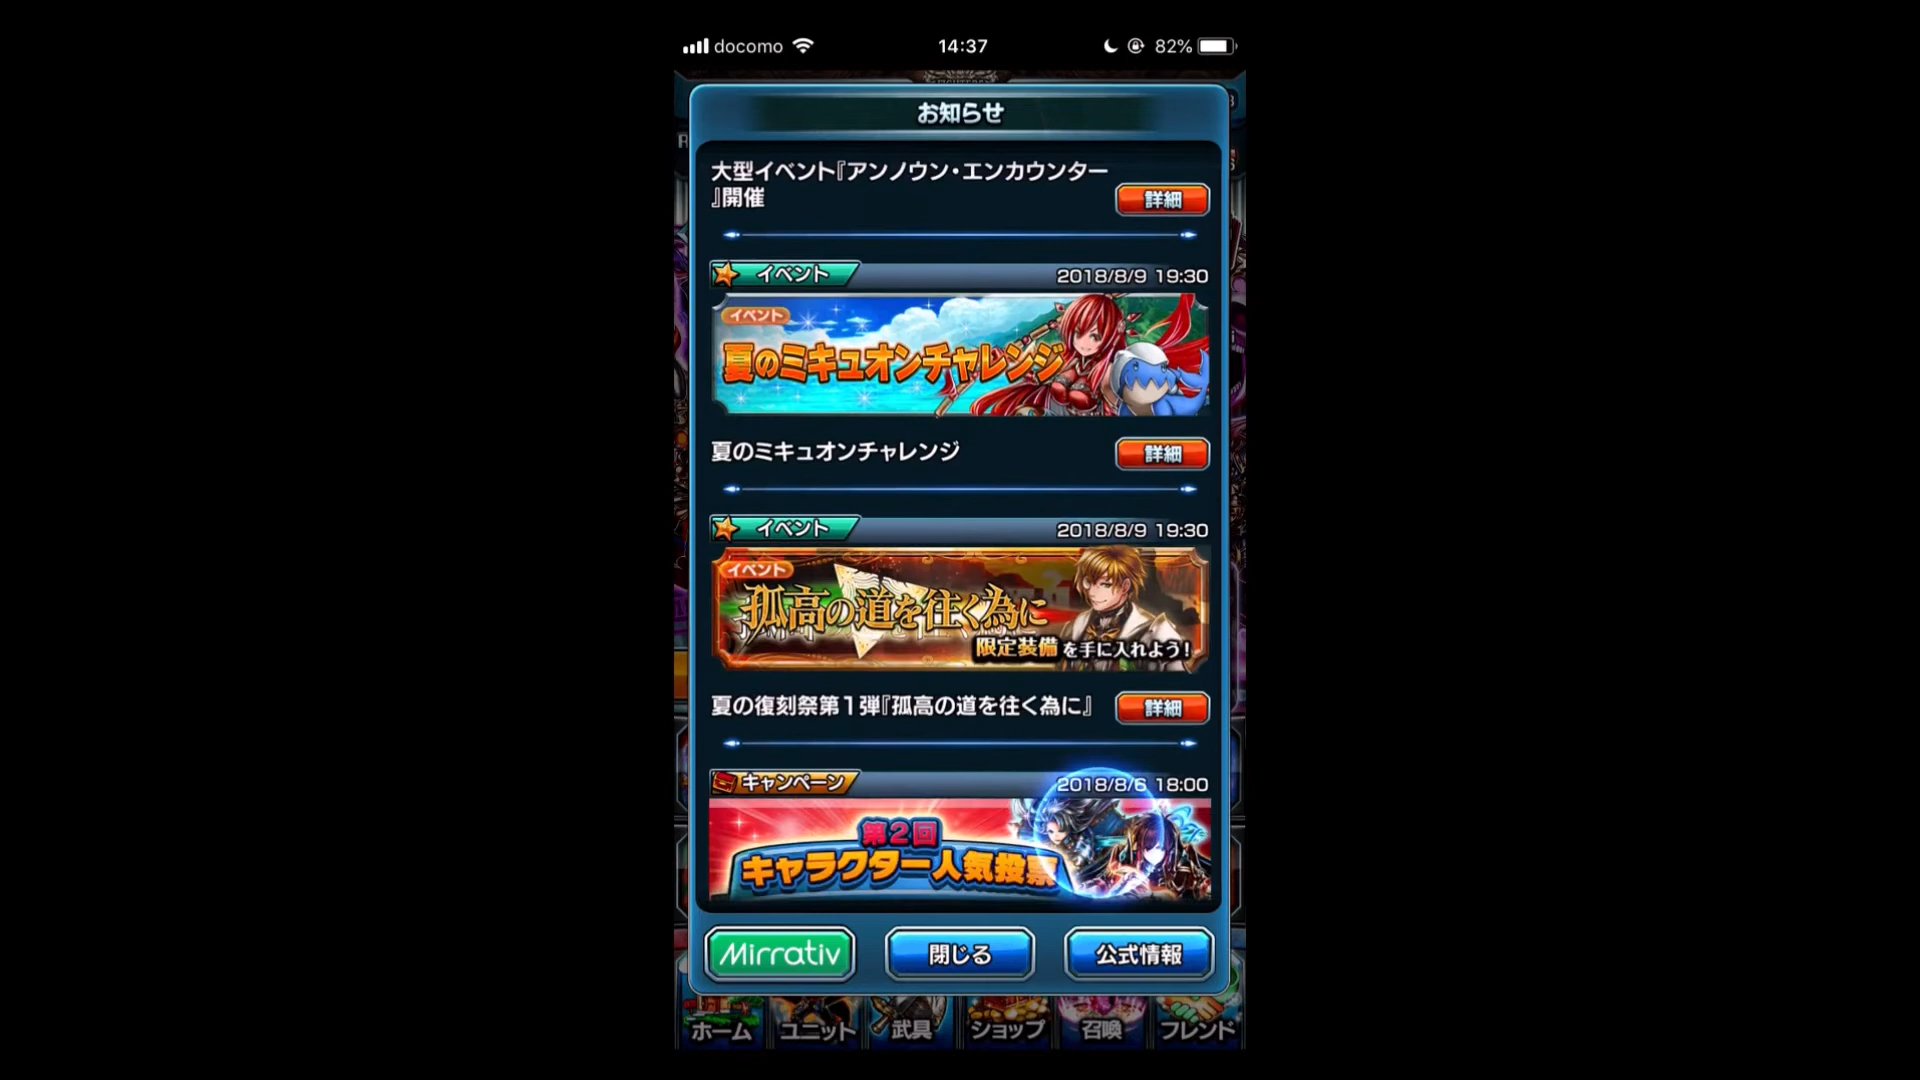 docomo 14:37 82%
お知らせ
大型イベント『アンノウン・エンカウンター
』開催
詳細
イベント 2018/8/9 19:30
イベント
夏のミキュオンチャレンジ
夏のミキュオンチャレンジ
詳細
イベント 2018/8/9 19:30
イベント
孤高の道を往く為に
限定装備を手に入れよう!
夏の復刻祭第1弾『孤高の道を往く為に』
詳細
キャンペーン 2018/8/6 18:00
第2回
キャラクター人気投票
Mirrativ 閉じる 公式情報
ホーム ユニット 武具 ショップ 召喚 フレンド